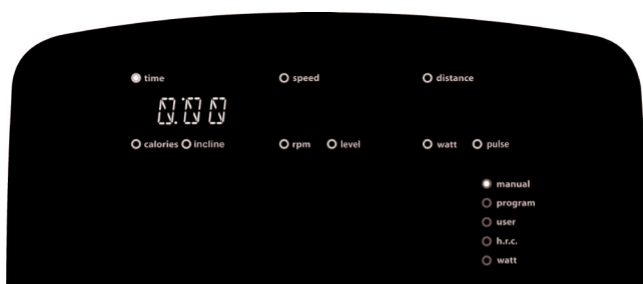 time speed distance
0:00
calories incline rpm level watt pulse
manual
program
user
h.r.c.
watt